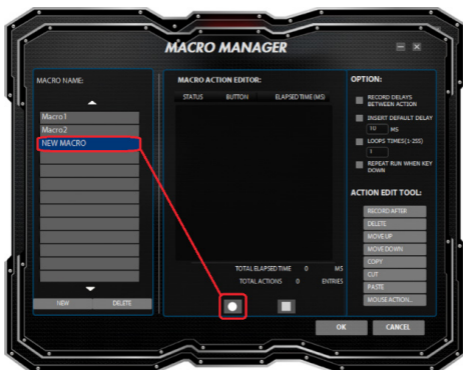 MACRO MANAGER
MACRO NAME:
Macro1
Macro2
NEW MACRO
NEW DELETE
MACRO ACTION EDITOR:
STATUS BUTTON ELAPSED TIME (MS)
TOTAL ELAPSED TIME 0 MS
TOTAL ACTIONS 0 ENTRIES
OPTION:
RECORD DELAYS
BETWEEN ACTION
INSERT DEFAULT DELAY
10 MS
LOOPS TIMES(1-255)
1
REPEAT RUN WHEN KEY
DOWN
ACTION EDIT TOOL:
RECORD AFTER
DELETE
MOVE UP
MOVE DOWN
COPY
CUT
PASTE
MOUSE ACTION...
OK CANCEL